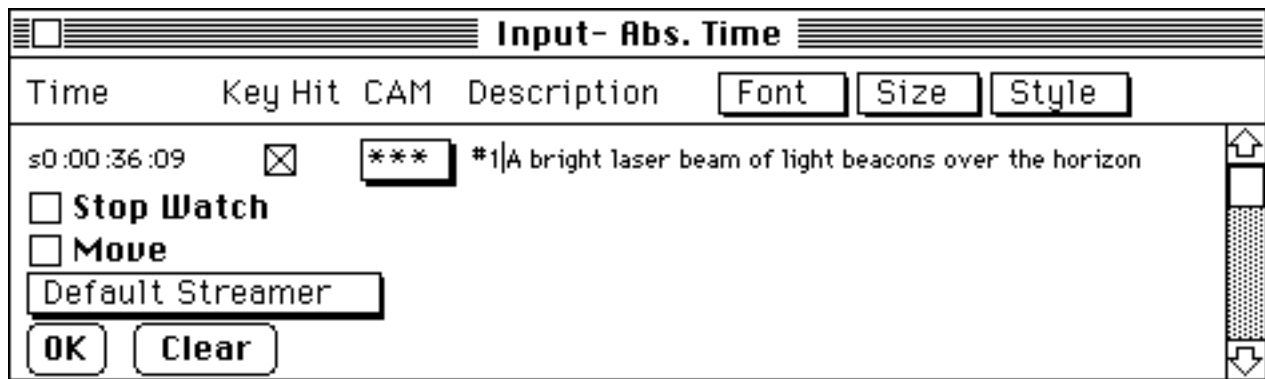 Input- Abs. Time
Time Key Hit CAM Description Font Size Style
s0:00:36:09 *** #1A bright laser beam of light beacons over the horizon
Stop Watch
Move
Default Streamer
OK Clear